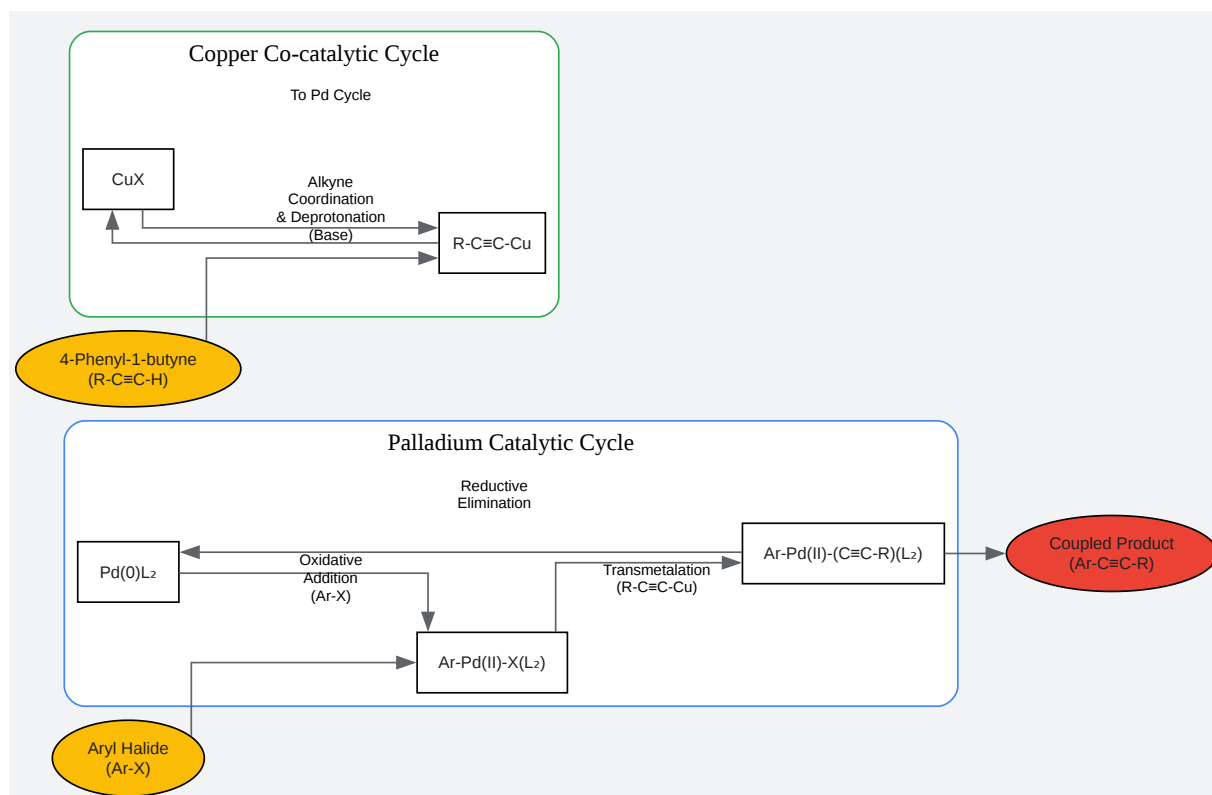 Copper Co-catalytic Cycle
To Pd Cycle
CuX
Alkyne
Coordination
& Deprotonation
(Base)
R-C≡C-Cu
4-Phenyl-1-butyne
(R-C≡C-H)
Palladium Catalytic Cycle
Reductive
Elimination
Pd(0)L₂
Oxidative
Addition
(Ar-X)
Transmetalation
(R-C≡C-Cu)
Ar-Pd(II)-(C≡C-R)(L₂)
Coupled Product
(Ar-C≡C-R)
Ar-Pd(II)-X(L₂)
Aryl Halide
(Ar-X)